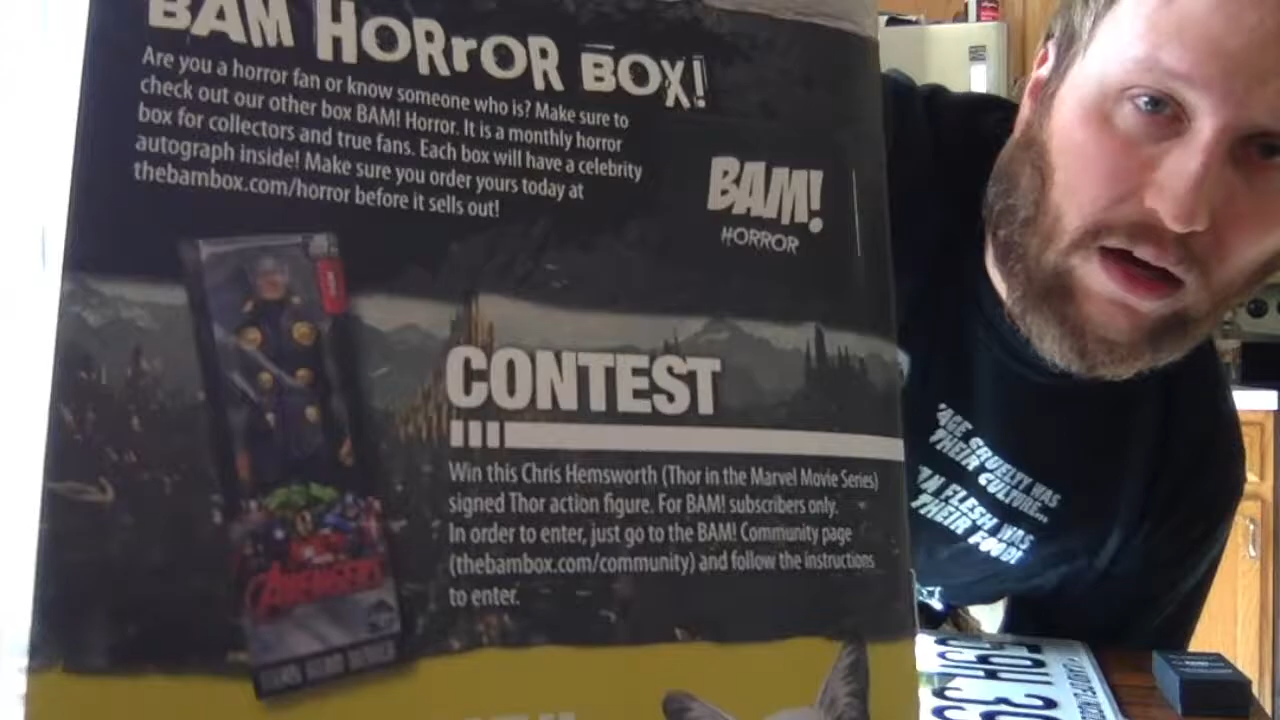 BAM HORROR BOX!
Are you a horror fan or know someone who is? Make sure to
check out our other box BAM! Horror. It is a monthly horror
box for collectors and true fans. Each box will have a celebrity
autograph inside! Make sure you order yours today at
thebambox.com/horror before it sells out!
BAM!
HORROR
CONTEST
Win this Chris Hemsworth (Thor in the Marvel Movie Series)
signed Thor action figure. For BAM! subscribers only.
In order to enter, just go to the BAM! Community page
(thebambox.com/community) and follow the instructions
to enter.
AVENGERS
"AGE CRUELTY WAS
THEIR CULTURE...
FLESH WAS
THEIR FOOD!